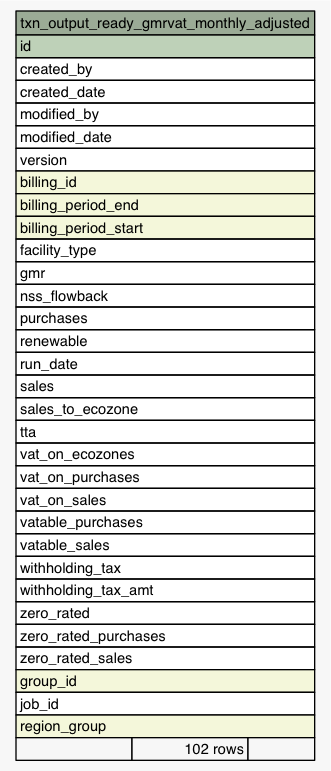 txn_output_ready_gmrvat_monthly_adjusted
id
created_by
created_date
modified_by
modified_date
version
billing_id
billing_period_end
billing_period_start
facility_type
gmr
nss_flowback
purchases
renewable
run_date
sales
sales_to_ecozone
tta
vat_on_ecozones
vat_on_purchases
vat_on_sales
vatable_purchases
vatable_sales
withholding_tax
withholding_tax_amt
zero_rated
zero_rated_purchases
zero_rated_sales
group_id
job_id
region_group
102 rows